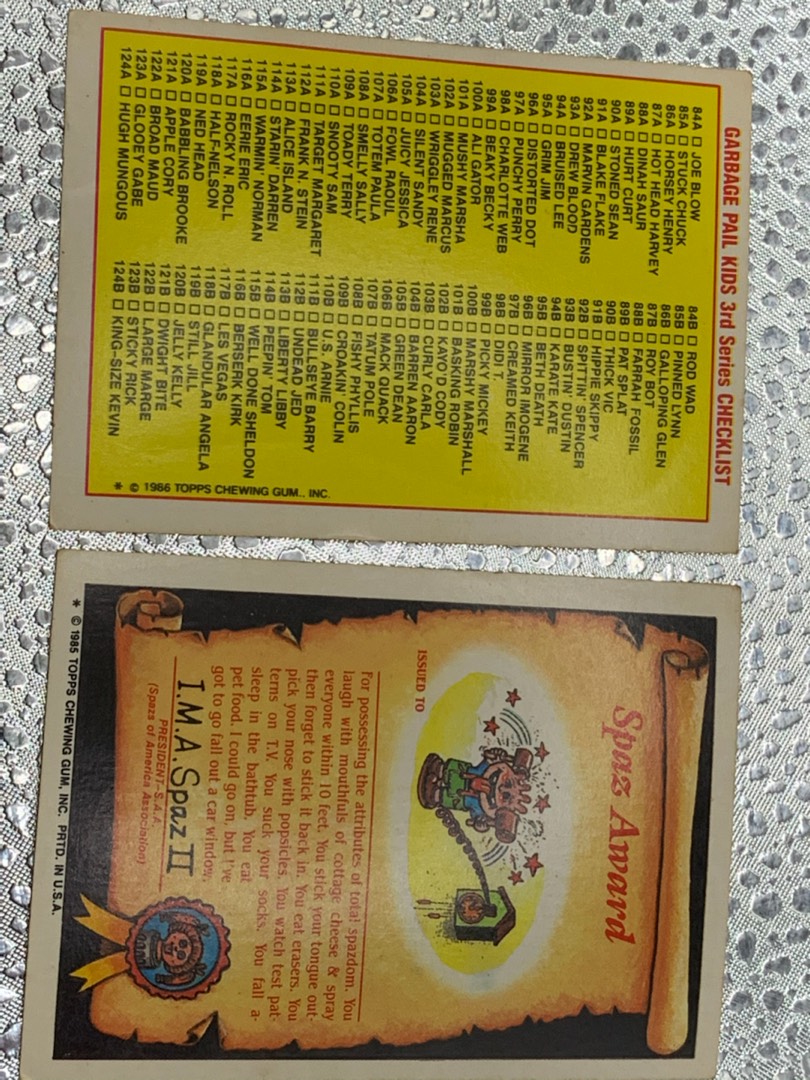 GARBAGE PAIL KIDS 3rd Series CHECKLIST
84A □ JOE BLOW
85A □ STUCK CHUCK
86A □ HORSEY HENRY
87A □ HOT HEAD HARVEY
88A □ DINAH SAUR
89A □ HURT CURT
90A □ STONED SEAN
91A □ BLAKE FLAKE
92A □ MARVIN GARDENS
93A □ DREW BLOOD
94A □ BRUISED LEE
95A □ GRIM JIM
96A □ DISTORTED DOT
97A □ PUNCHY PERRY
98A □ CHARLOTTE WEB
99A □ BEAKY BECKY
100A □ ALI GATOR
101A □ MUSHY MARSHA
102A □ MUGGED MARCUS
103A □ WRIGGLEY RENE
104A □ SILENT SANDY
105A □ JUICY JESSICA
106A □ FOWL RAOUL
107A □ TOTEM PAULA
108A □ SMELLY SALLY
109A □ TOADY TERRY
110A □ SNOOTY SAM
111A □ TARGET MARGARET
112A □ FRANK N. STEIN
113A □ ALICE ISLAND
114A □ STARIN' DARREN
115A □ WARMIN' NORMAN
116A □ EERIE ERIC
117A □ ROCKY N. ROLL
118A □ HALF-NELSON
119A □ NED HEAD
120A □ BABBLING BROOKE
121A □ APPLE CORY
122A □ BROAD MAUD
123A □ GLOOEY GABE
124A □ HUGH MUNGOUS
84B □ ROD WAD
85B □ PINNED LYNN
86B □ GALLOPING GLEN
87B □ ROY BOT
88B □ FARRAH FOSSIL
89B □ PAT SPLAT
90B □ THICK VIC
91B □ HIPPIE SKIPPY
92B □ SPITTIN' SPENCER
93B □ BUSTIN' DUSTIN
94B □ KARATE KATE
95B □ BETH DEATH
96B □ MIRROR IMOGENE
97B □ CREAMED KEITH
98B □ DIDI T.
99B □ PICKY MICKEY
100B □ MARSHY MARSHALL
101B □ BASKING ROBIN
102B □ KAYO'D CODY
103B □ CURLY CARLA
104B □ BARREN AARON
105B □ GREEN DEAN
106B □ MACK QUACK
107B □ TATUM POLE
108B □ FISHY PHYLLIS
109B □ CROAKIN' COLIN
110B □ U.S. ARNIE
111B □ BULLSEYE BARRY
112B □ UNDEAD JED
113B □ LIBERTY LIBBY
114B □ PEEPIN' TOM
115B □ WELL DONE SHELDON
116B □ BERSERK KIRK
117B □ LES VEGAS
118B □ GLANDULAR ANGELA
119B □ STILL JILL
120B □ JELLY KELLY
121B □ DWIGHT BITE
122B □ LARGE MARGE
123B □ STICKY RICK
124B □ KING-SIZE KEVIN
* © 1986 TOPPS CHEWING GUM., INC.
Spaz Award
ISSUED TO
For possessing the attributes of total spazdom. You
laugh with mouthfuls of cottage cheese & spray
everyone within 10 feet. You stick your tongue out-
then forget to stick it back in. You eat erasers. You
pick your nose with popsicles. You watch test pat-
terns on T.V. You suck your socks. You fall a-
sleep in the bathtub. You eat
pet food. I could go on, but I've
got to go fall out a car window.
I.M.A. Spaz II
PRESIDENT-S.A.A.
(Spazs of America Association)
* © 1985 TOPPS CHEWING GUM, INC. PRTD. IN U.S.A.